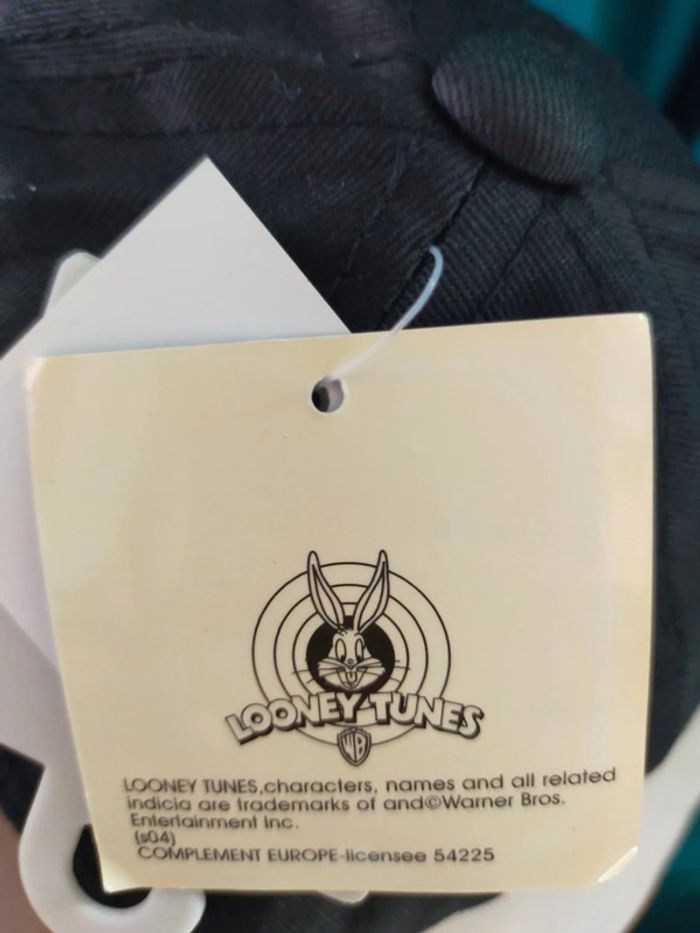 LOONEY TUNES
WB
LOONEY TUNES,characters, names and all related
indicia are trademarks of and©Warner Bros.
Entertainment Inc.
(s04)
COMPLEMENT EUROPE-licensee 54225